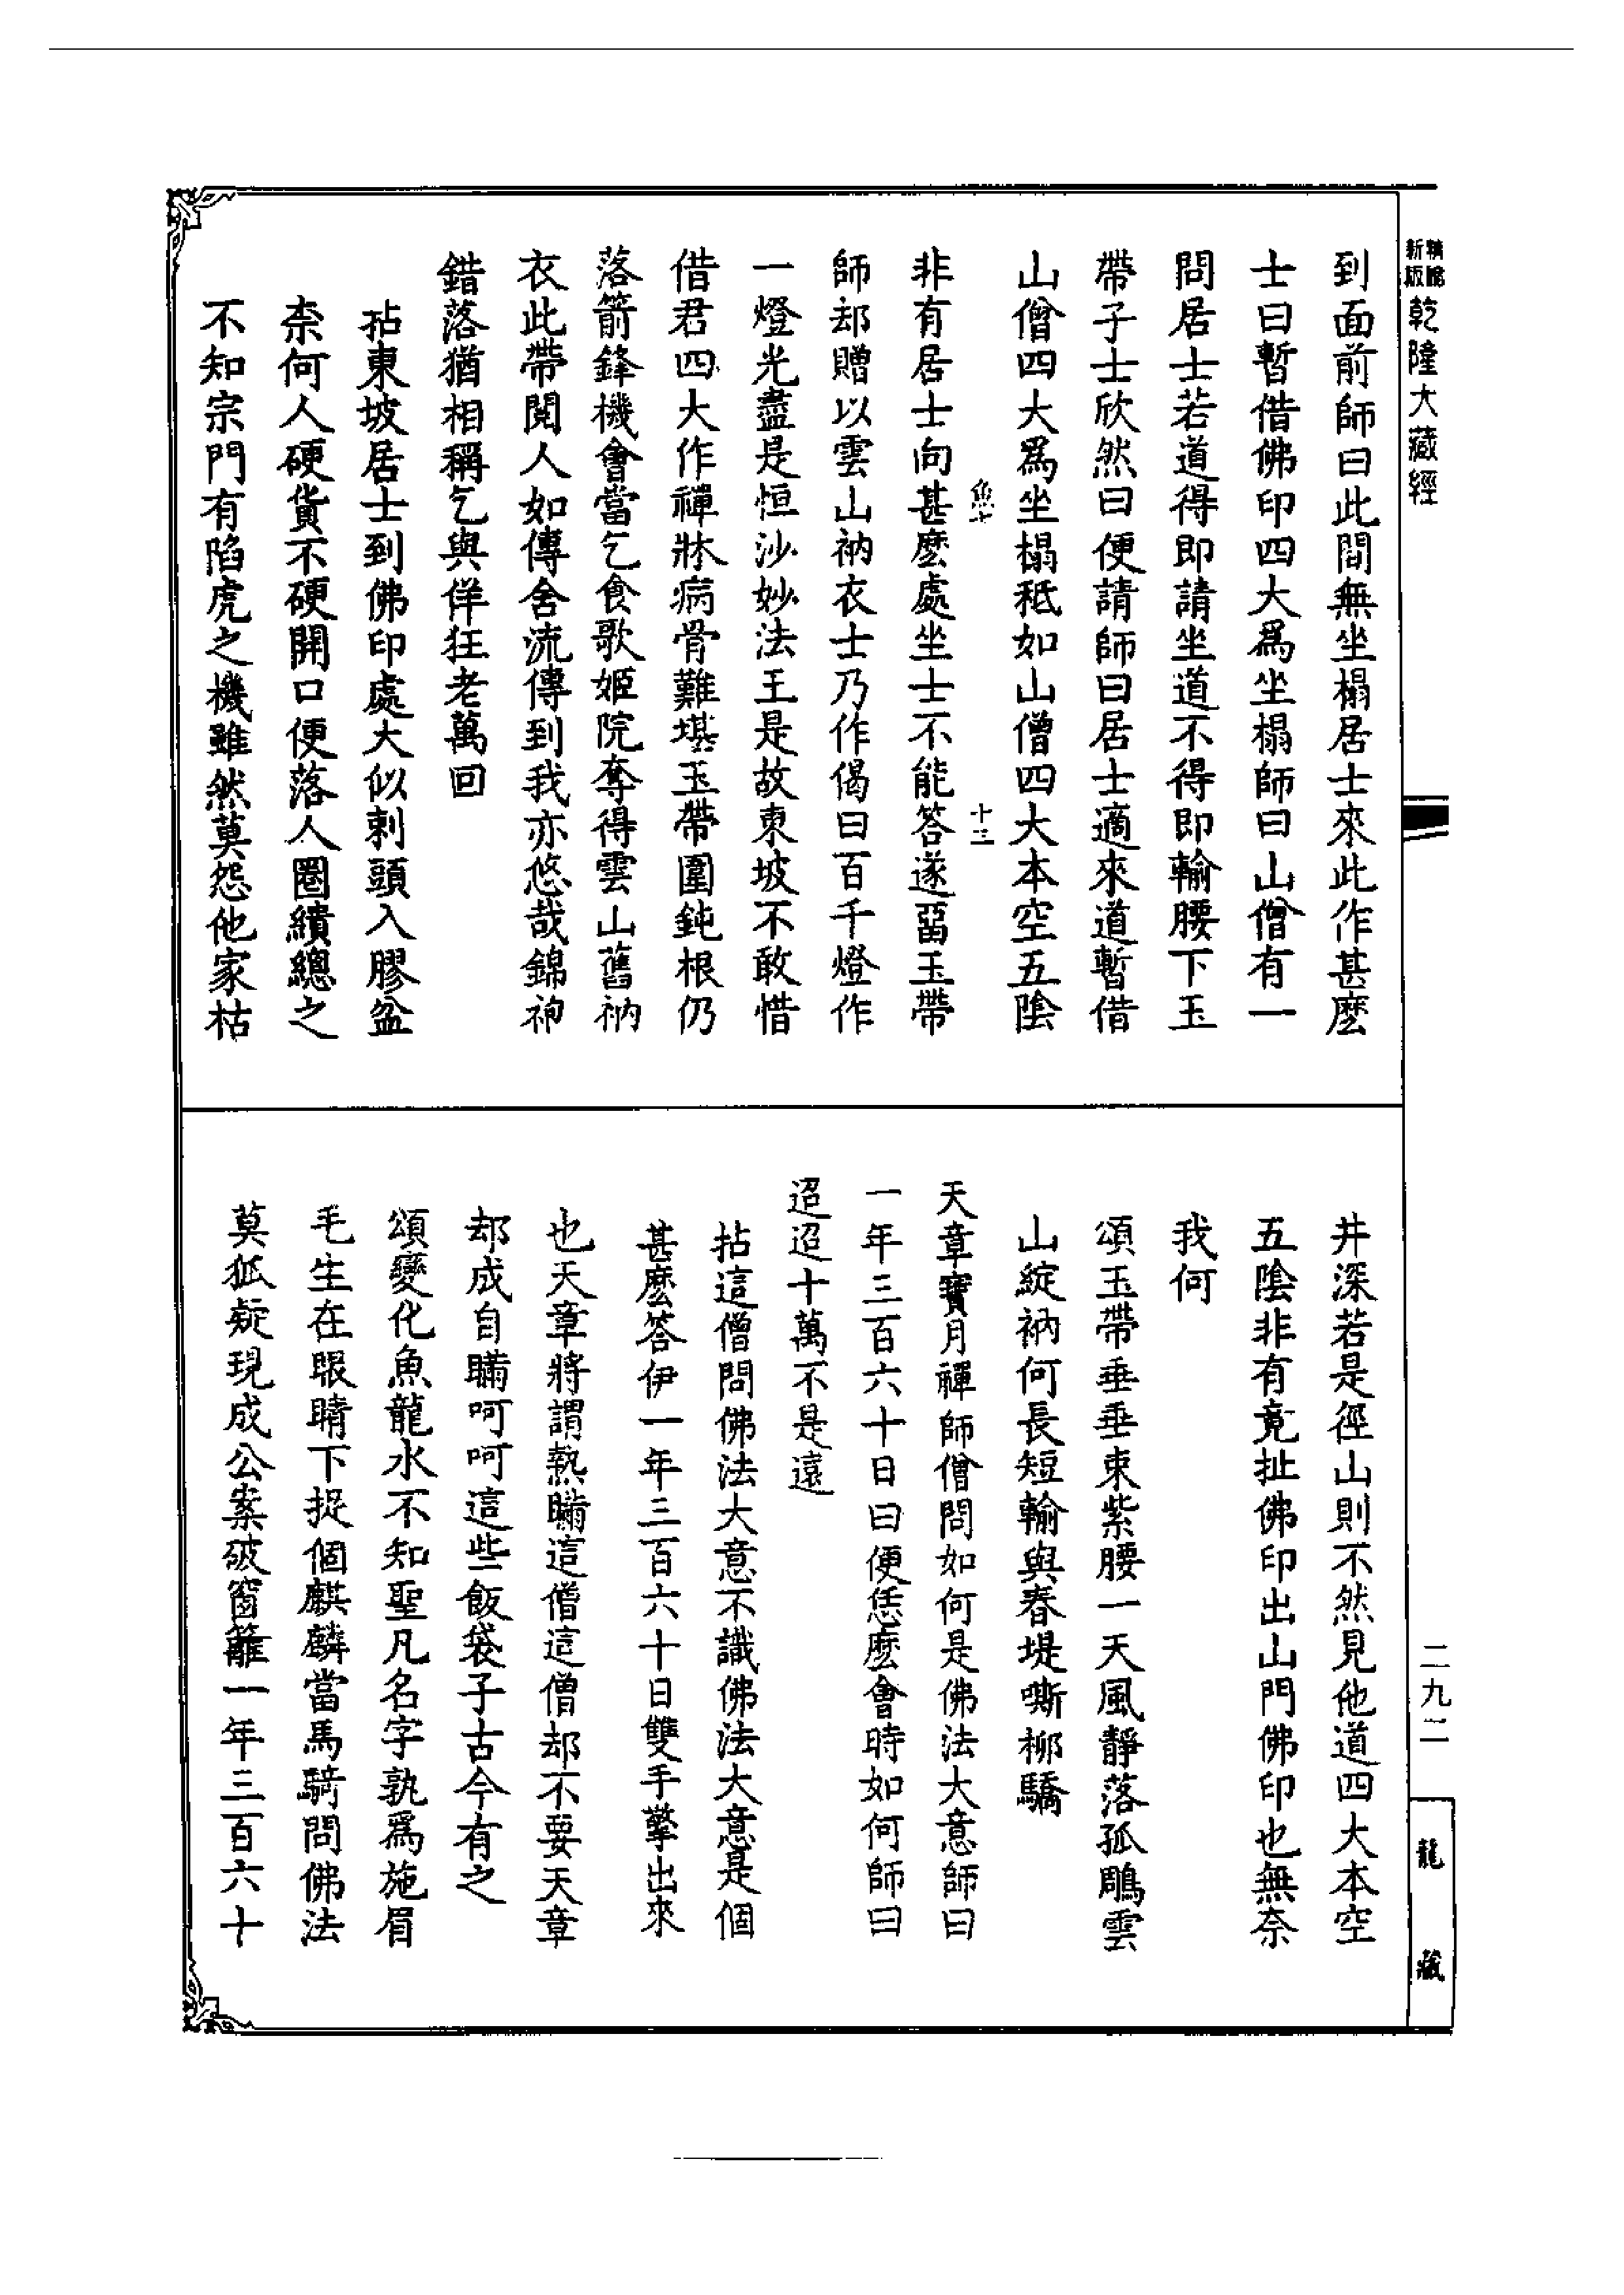 精縮新版乾隆大藏經
到面前師曰此間無坐榻居士來此作甚麽
士曰暫借佛印四大爲坐榻師曰山僧有一
問居士若道得即請坐道不得即輸腰下玉
帶子士欣然曰便請師曰居士適來道暫借
山僧四大爲坐榻秪如山僧四大本空五陰
魚七 十三
非有居士向甚麽處坐士不能答遂畱玉帶
師却贈以雲山衲衣士乃作偈曰百千燈作
一燈光盡是恒沙妙法王是故東坡不敢惜
借君四大作禪牀病骨難堪玉帶圍鈍根仍
落箭鋒機會當乞食歌姬院奪得雲山舊衲
衣此帶閱人如傳舍流傳到我亦悠哉錦袍
錯落猶相稱乞與佯狂老萬回
拈東坡居士到佛印處大似刺頭入膠盆
柰何人硬貨不硬開口便落人圈繢總之
不知宗門有陷虎之機雖然莫怨他家枯
井深若是徑山則不然見他道四大本空
五陰非有竟扯佛印出山門佛印也無奈
我何
頌玉帶垂垂束紫腰一天風靜落孤鵰雲
山綻衲何長短輸與春堤嘶柳驕
天章寶月禪師僧問如何是佛法大意師曰
一年三百六十日曰便恁麽會時如何師曰
迢迢十萬不是遠
拈這僧問佛法大意不識佛法大意是個
甚麽答伊一年三百六十日雙手擎出來
也天章將謂熱瞞這僧這僧却不要天章
却成自瞞呵呵這些飯袋子古今有之
頌變化魚龍水不知聖凡名字孰爲施眉
毛生在眼睛下捉個麒麟當馬騎問佛法
莫狐疑現成公案破窗籬一年三百六十
二九二
龍藏